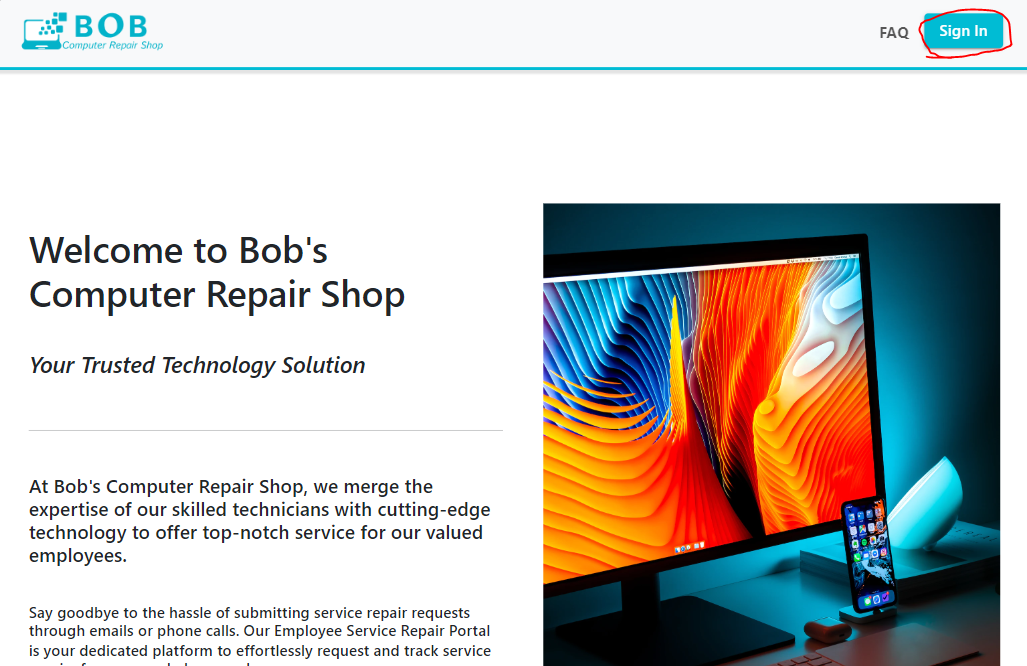 BOB
Computer Repair Shop
FAQ
Sign In
Welcome to Bob's
Computer Repair Shop
Your Trusted Technology Solution
At Bob's Computer Repair Shop, we merge the
expertise of our skilled technicians with cutting-edge
technology to offer top-notch service for our valued
employees.
Say goodbye to the hassle of submitting service repair requests
through emails or phone calls. Our Employee Service Repair Portal
is your dedicated platform to effortlessly request and track service